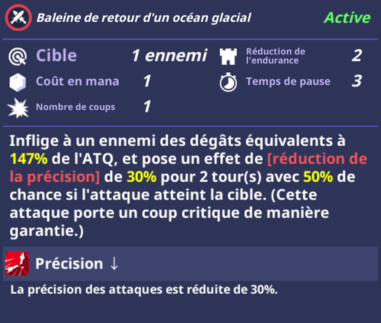 Baleine de retour d'un océan glacial
Active
Cible
1 ennemi
Réduction de
l'endurance
2
Coût en mana
1
Temps de pause
3
Nombre de coups
1
Inflige à un ennemi des dégâts équivalents à
147% de l'ATQ, et pose un effet de [réduction de
la précision] de 30% pour 2 tour(s) avec 50% de
chance si l'attaque atteint la cible. (Cette
attaque porte un coup critique de manière
garantie.)
Précision ↓
La précision des attaques est réduite de 30%.